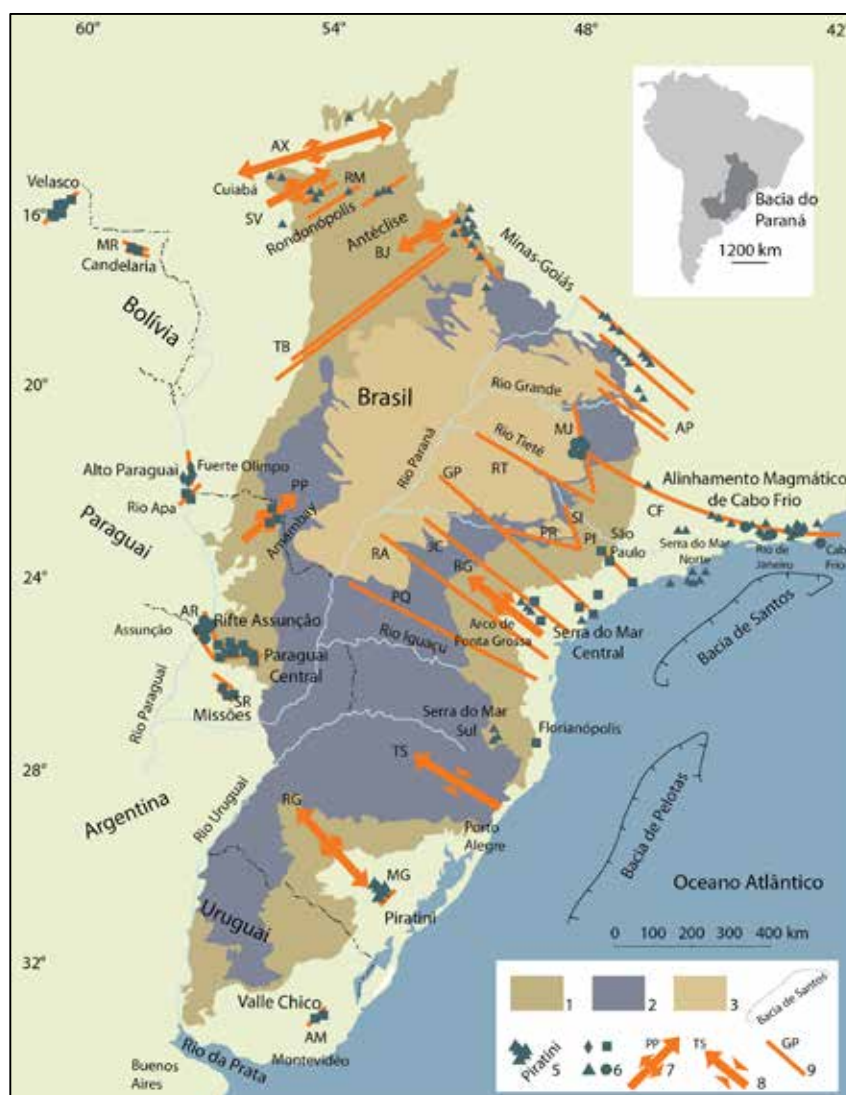 60°
54°
48°
42°
AX
Cuiabá
RM
SV
Rondonópolis
Antéclise
BJ
Velasco
16°
MR
Candelaria
Bolívia
Minas-Goiás
Bacia do
Paraná
1200 km
TB
20°
Brasil
Rio Grande
Rio Paraná
Rio Tietê
MJ
AP
GP
RT
Alto Paraguai
Fuerte Olimpo
PP
Rio Apa
Amambay
Paraguai
Alinhamento Magmático
de Cabo Frio
CF
SI
PR
PI
São
Paulo
Serra do Mar
Norte
Rio de
Janeiro
Cabo
Frio
24°
RA
JC
RG
PQ
Arco de
Ponta Grossa
Rio Iguaçu
Serra do Mar
Central
Bacia de Santos
AR
Rifte Assunção
Assunção
Paraguai
Central
Rio Paraguai
SR
Missões
Serra do Mar
Sul
Florianópolis
28°
TS
Argentina
Rio Uruguai
RG
Porto
Alegre
Bacia de Pelotas
MG
Piratini
Oceano Atlântico
Uruguai
0 100 200 300 400 km
32°
Valle Chico
AM
Montevidéo
Rio da Prata
Buenos
Aires
1
2
3
Bacia de Santos
4
Piratini
5
6
PP
7
TS
8
GP
9